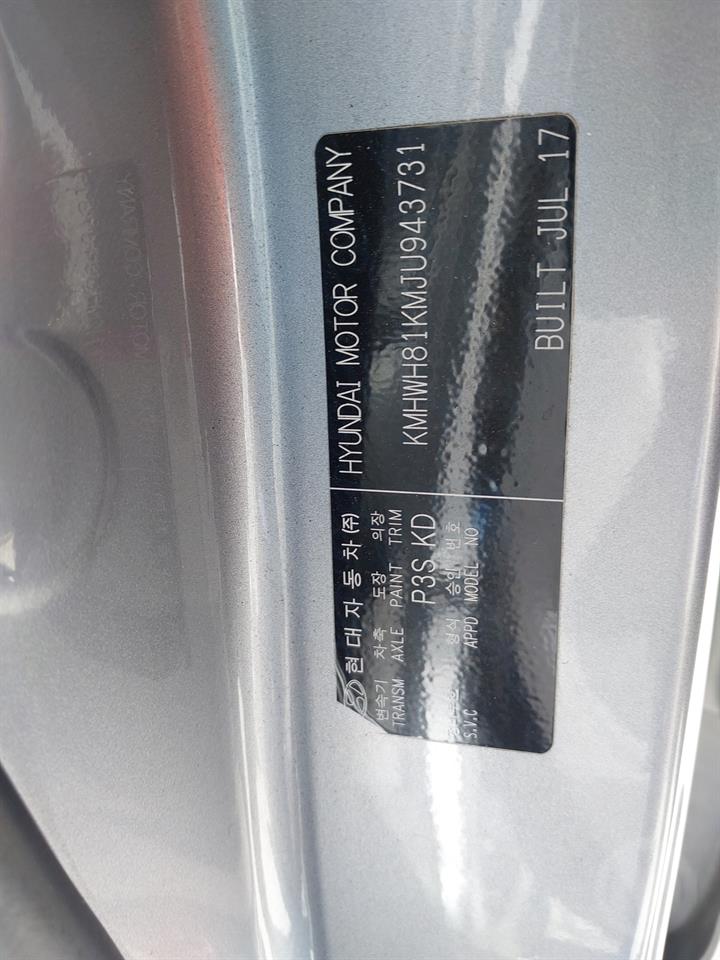 현대자동차(주) HYUNDAI MOTOR COMPANY
변속기 차축 도장 의장
TRANSM AXLE PAINT TRIM
KMHWH81KMJU943731
P3S KD
형식 승인 번호
S.V.C APPD MODEL NO
BUILT JUL 17